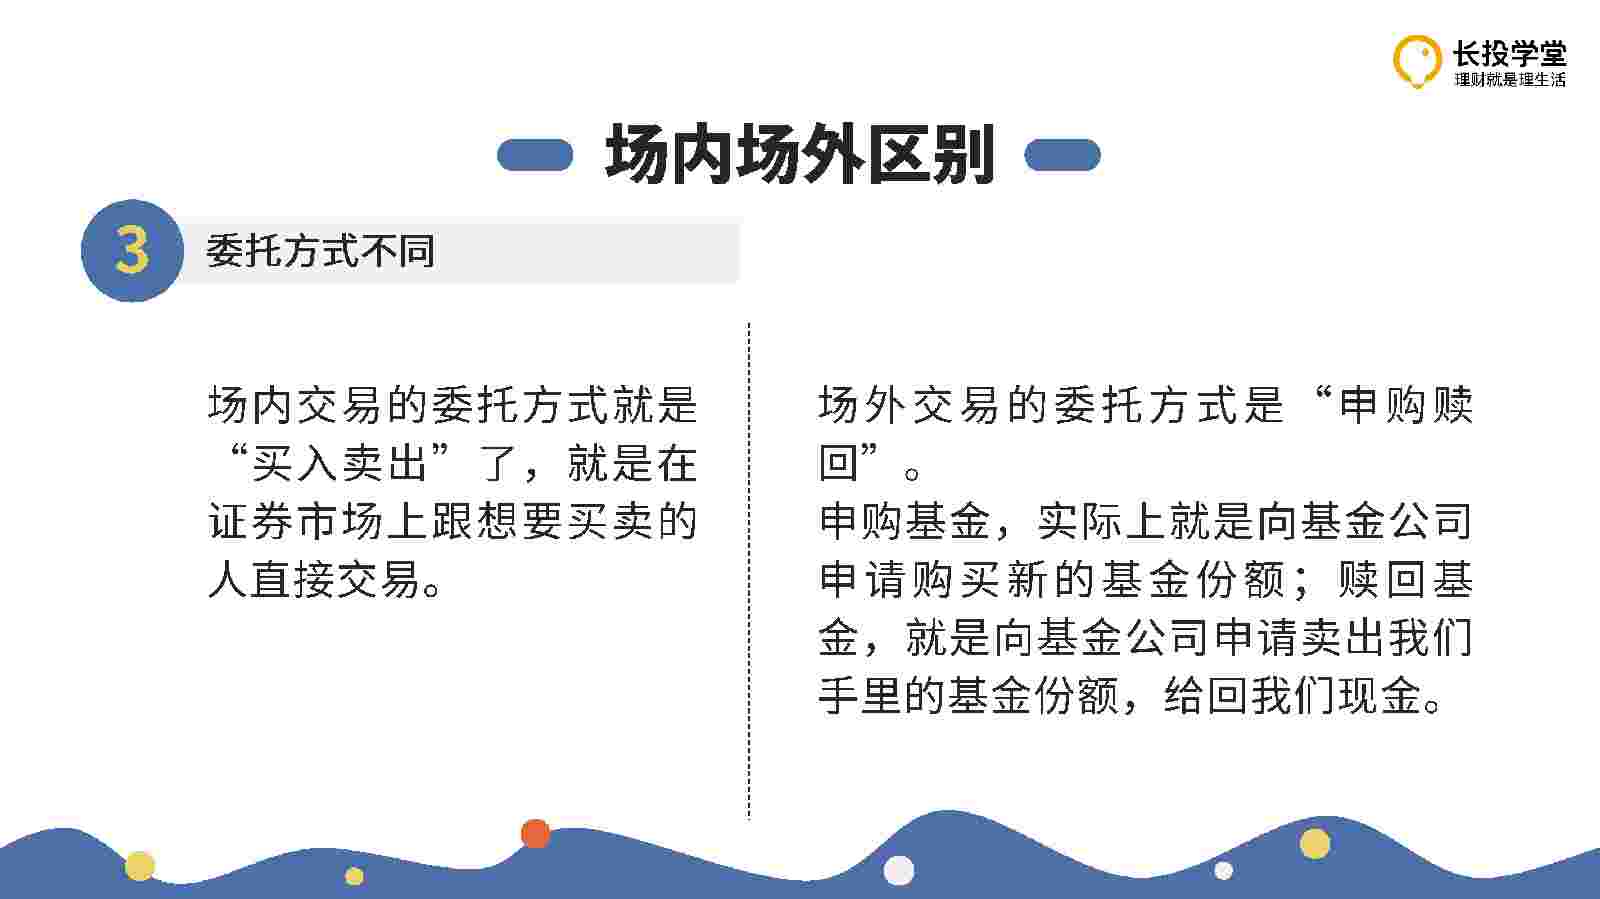 长投学堂
理财就是理生活
场内场外区别
3
委托方式不同
场内交易的委托方式就是
“买入卖出”了，就是在
证券市场上跟想要买卖的
人直接交易。
场外交易的委托方式是“申购赎
回”。
申购基金，实际上就是向基金公司
申请购买新的基金份额；赎回基
金，就是向基金公司申请卖出我们
手里的基金份额，给回我们现金。